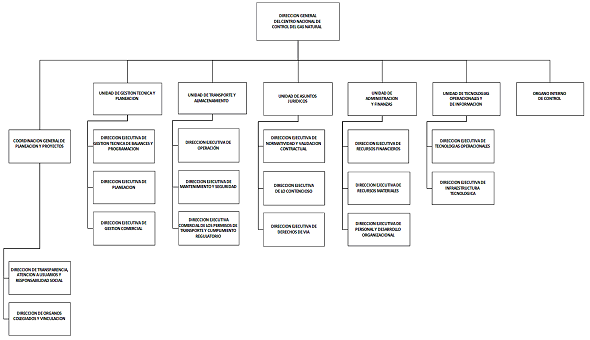 DIRECCION GENERAL
DEL CENTRO NACIONAL DE
CONTROL DEL GAS NATURAL
UNIDAD DE GESTION TECNICA Y
PLANEACION
UNIDAD DE TRANSPORTE Y
ALMACENAMIENTO
UNIDAD DE ASUNTOS
JURIDICOS
UNIDAD DE
ADMINISTRACION
Y FINANZAS
UNIDAD DE TECNOLOGIAS
OPERACIONALES Y
DE INFORMACION
ORGANO INTERNO
DE CONTROL
COORDINACION GENERAL DE
PLANEACION Y PROYECTOS
DIRECCION EJECUTIVA DE
GESTION TECNICA DE BALANCES Y
PROGRAMACION
DIRECCION EJECUTIVA DE
OPERACION
DIRECCION EJECUTIVA DE
NORMATIVIDAD Y VALIDACION
CONTRACTUAL
DIRECCION EJECUTIVA DE
RECURSOS FINANCIEROS
DIRECCION EJECUTIVA DE
TECNOLOGIAS OPERACIONALES
DIRECCION EJECUTIVA DE
PLANEACION
DIRECCION EJECUTIVA DE
MANTENIMIENTO Y SEGURIDAD
DIRECCION EJECUTIVA
DE LO CONTENCIOSO
DIRECCION EJECUTIVA DE
RECURSOS MATERIALES
DIRECCION EJECUTIVA DE
INFRAESTRUCTURA
TECNOLOGICA
DIRECCION EJECUTIVA DE
GESTION COMERCIAL
DIRECCION EJECUTIVA
COMERCIAL DE LOS PERMISOS DE
TRANSPORTE Y CUMPLIMIENTO
REGULATORIO
DIRECCION EJECUTIVA DE
DERECHOS DE VIA
DIRECCION EJECUTIVA DE
PERSONAL Y DESARROLLO
ORGANIZACIONAL
DIRECCION DE TRANSPARENCIA,
ATENCION A USUARIOS Y
RESPONSABILIDAD SOCIAL
DIRECCION DE ORGANOS
COLEGIADOS Y VINCULACION